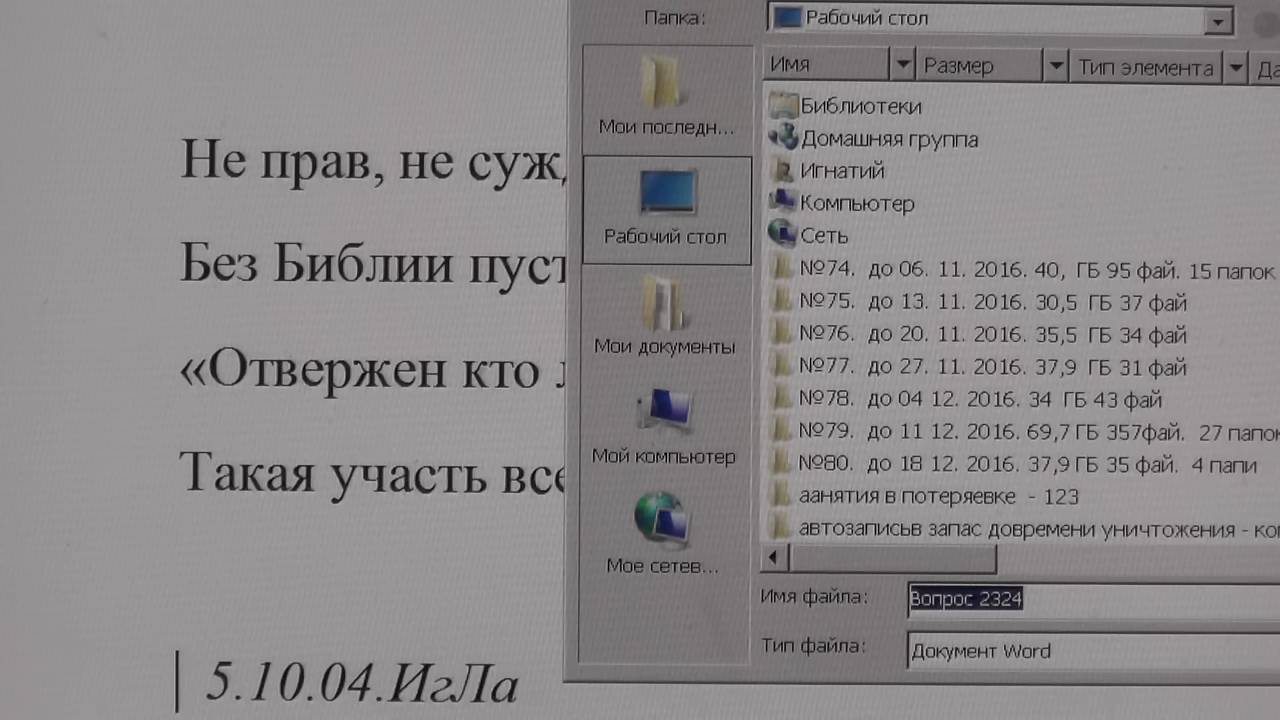 Не прав, не суж
Без Библии пуст
«Отвержен кто
Такая участь все
5.10.04.ИгЛа
Папка:
Рабочий стол
Мои последн...
Рабочий стол
Мои документы
Мой компьютер
Мое сетев...
Имя
Размер
Тип элемента
Да
Библиотеки
Домашняя группа
Игнатий
Компьютер
Сеть
№74. до 06. 11. 2016. 40, ГБ 95 фай. 15 папок
№75. до 13. 11. 2016. 30,5 ГБ 37 фай
№76. до 20. 11. 2016. 35,5 ГБ 34 фай
№77. до 27. 11. 2016. 37,9 ГБ 31 фай
№78. до 04 12. 2016. 34 ГБ 43 фай
№79. до 11 12. 2016. 69,7 ГБ 357фай. 27 папок
№80. до 18 12. 2016. 37,9 ГБ 35 фай. 4 папи
аанятия в потеряевке - 123
автозаписьв запас довремени уничтожения - ко
Имя файла:
Вопрос 2324
Тип файла:
Документ Word